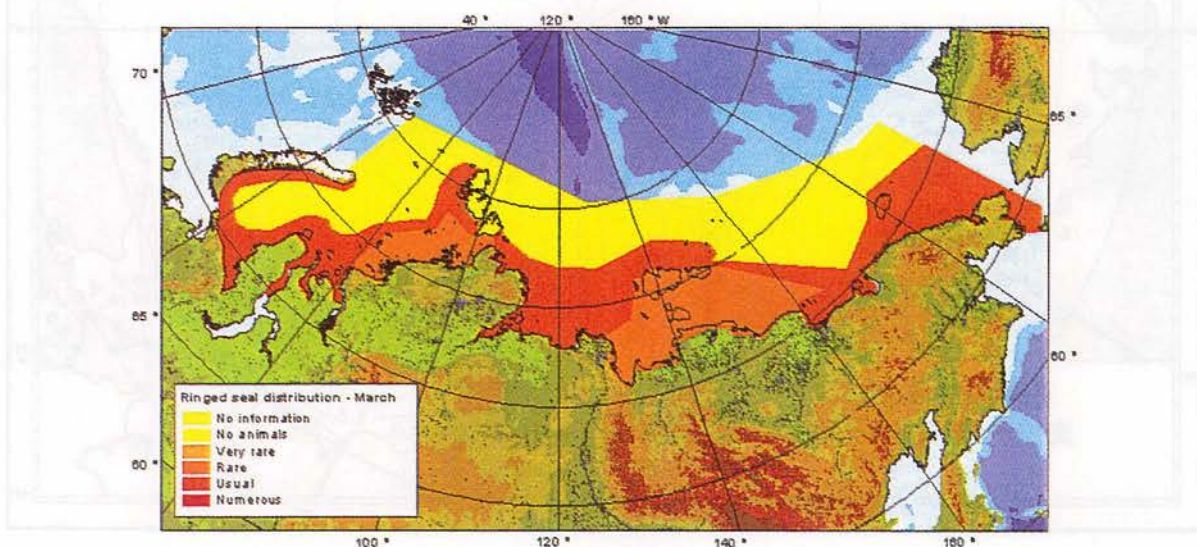 40 ° 120 ° 160 ° W
70 °
65 °
65 °
60 °
60 °
Ringed seal distribution - March
No information
No animals
Very rare
Rare
Usual
Numerous
100 ° 120 ° 140 ° 160 °